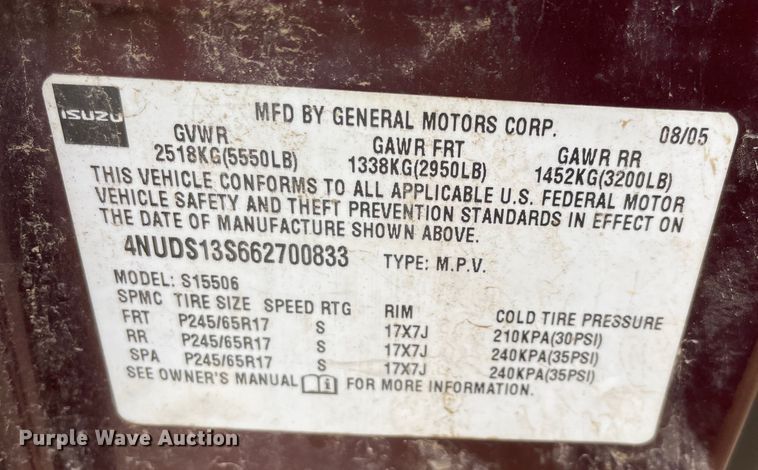 ISUZU
MFD BY GENERAL MOTORS CORP. 08/05
GVWR GAWR FRT GAWR RR
2518KG(5550LB) 1338KG(2950LB) 1452KG(3200LB)
THIS VEHICLE CONFORMS TO ALL APPLICABLE U.S. FEDERAL MOTOR
VEHICLE SAFETY AND THEFT PREVENTION STANDARDS IN EFFECT ON
THE DATE OF MANUFACTURE SHOWN ABOVE.
4NUDS13S662700833 TYPE: M.P.V.
MODEL: S15506
SPMC TIRE SIZE SPEED RTG RIM COLD TIRE PRESSURE
FRT P245/65R17 S 17X7J 210KPA(30PSI)
RR P245/65R17 S 17X7J 240KPA(35PSI)
SPA P245/65R17 S 17X7J 240KPA(35PSI)
SEE OWNER'S MANUAL i FOR MORE INFORMATION.
Purple Wave Auction